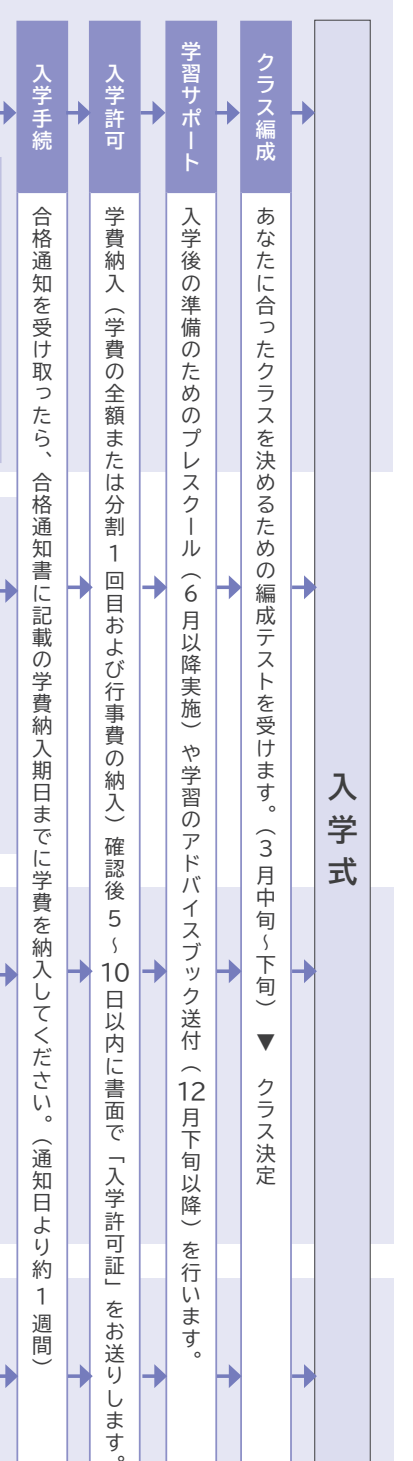 入学手続
合格通知を受け取ったら、合格通知書に記載の学費納入期日までに学費を納入してください。（通知日より約1週間）
入学許可
学費納入（学費の全額または分割1回目および行事費の納入）確認後5～10日以内に書面で「入学許可証」をお送りします。
学習サポート
入学後の準備のためのプレスクール（6月以降実施）や学習のアドバイスブック送付（12月下旬以降）を行います。
クラス編成
あなたに合ったクラスを決めるための編成テストを受けます。（3月中旬～下旬）▼ クラス決定
入学式